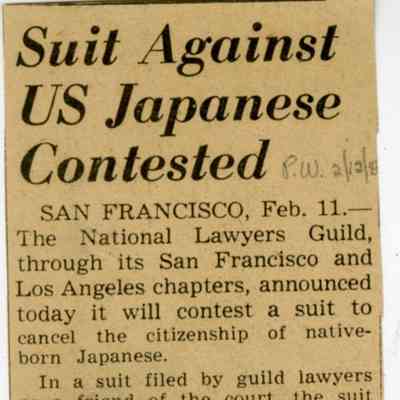 Suit Against
US Japanese
Contested
P.W. 2/12/
SAN FRANCISCO, Feb. 11.—
The National Lawyers Guild,
through its San Francisco and
Los Angeles chapters, announced
today it will contest a suit to
cancel the citizenship of native-
born Japanese.
In a suit filed by guild lawyers
friend of the court, the suit